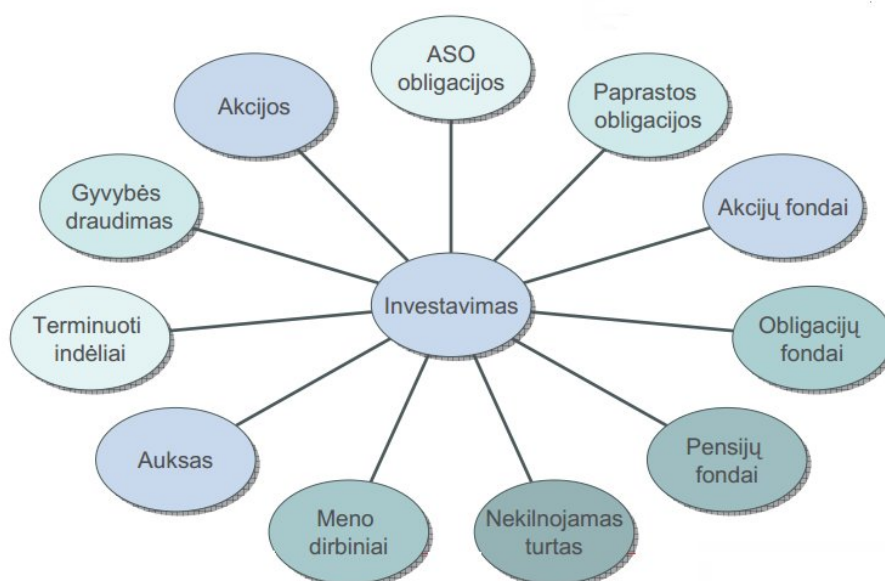 ASO
obligacijos
Akcijos
Paprastos
obligacijos
Gyvybės
draudimas
Akcijų fondai
Investavimas
Terminuoti
indėliai
Obligacijų
fondai
Auksas
Pensijų
fondai
Meno
dirbiniai
Nekilnojamas
turtas